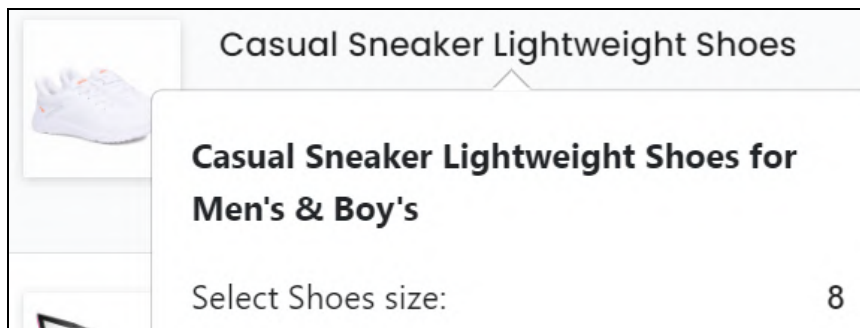 Casual Sneaker Lightweight Shoes
Casual Sneaker Lightweight Shoes for
Men's & Boy's
Select Shoes size: 8